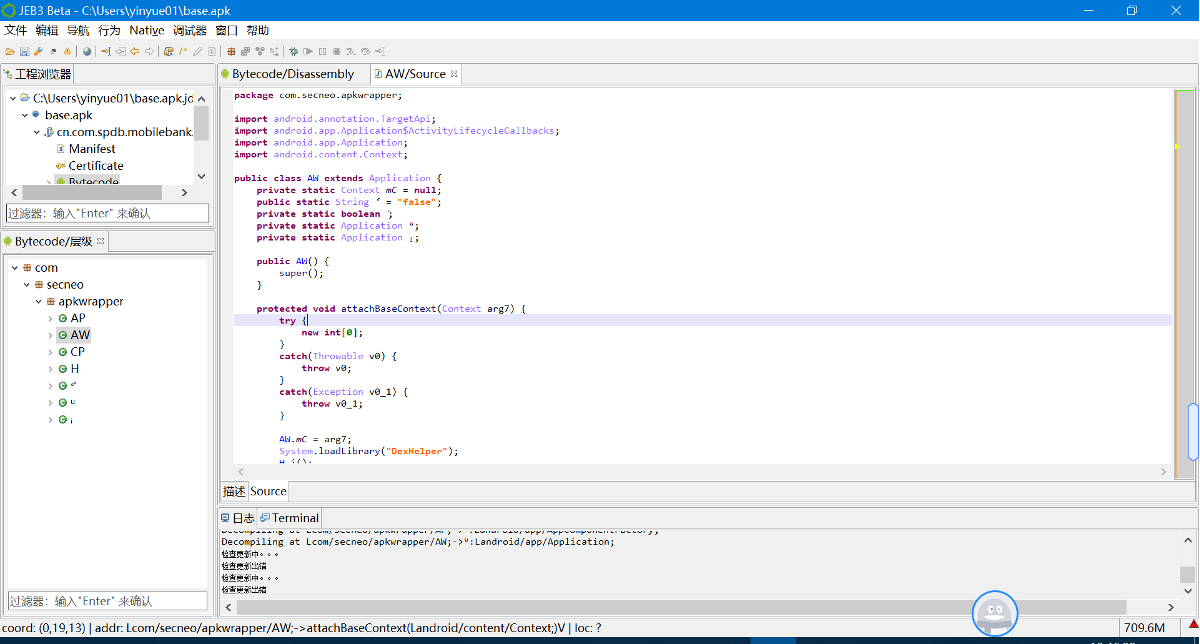 JEB3 Beta - C:\Users\yinyue01\base.apk
文件 编辑 导航 行为 Native 调试器 窗口 帮助
工程浏览器
C:\Users\yinyue01\base.apk.jd
base.apk
cn.com.spdb.mobilebank.
Manifest
Certificate
Bytecode
过滤器：输入"Enter" 来确认
Bytecode/层级
com
secneo
apkwrapper
AP
AW
CP
H
过滤器：输入"Enter" 来确认
Bytecode/Disassembly
AW/Source
package com.secneo.apkwrapper;
import android.annotation.TargetApi;
import android.app.Application$ActivityLifecycleCallbacks;
import android.app.Application;
import android.content.Context;
public class AW extends Application {
private static Context mC = null;
public static String = "false";
private static boolean ;
private static Application ;
private static Application ;
public AW() {
super();
}
protected void attachBaseContext(Context arg7) {
try {
new int[0];
}
catch(Throwable v0) {
throw v0;
}
catch(Exception v0_1) {
throw v0_1;
}
AW.mC = arg7;
System.loadLibrary("DexHelper");
描述 Source
日志 Terminal
Decompiling at Lcom/secneo/apkwrapper/AW;->":Landroid/app/Application;
检查更新中。。。
检查更新出错
检查更新中。。。
检查更新出错
coord: (0,19,13) | addr: Lcom/secneo/apkwrapper/AW;->attachBaseContext(Landroid/content/Context;)V | loc: ?
709.6M